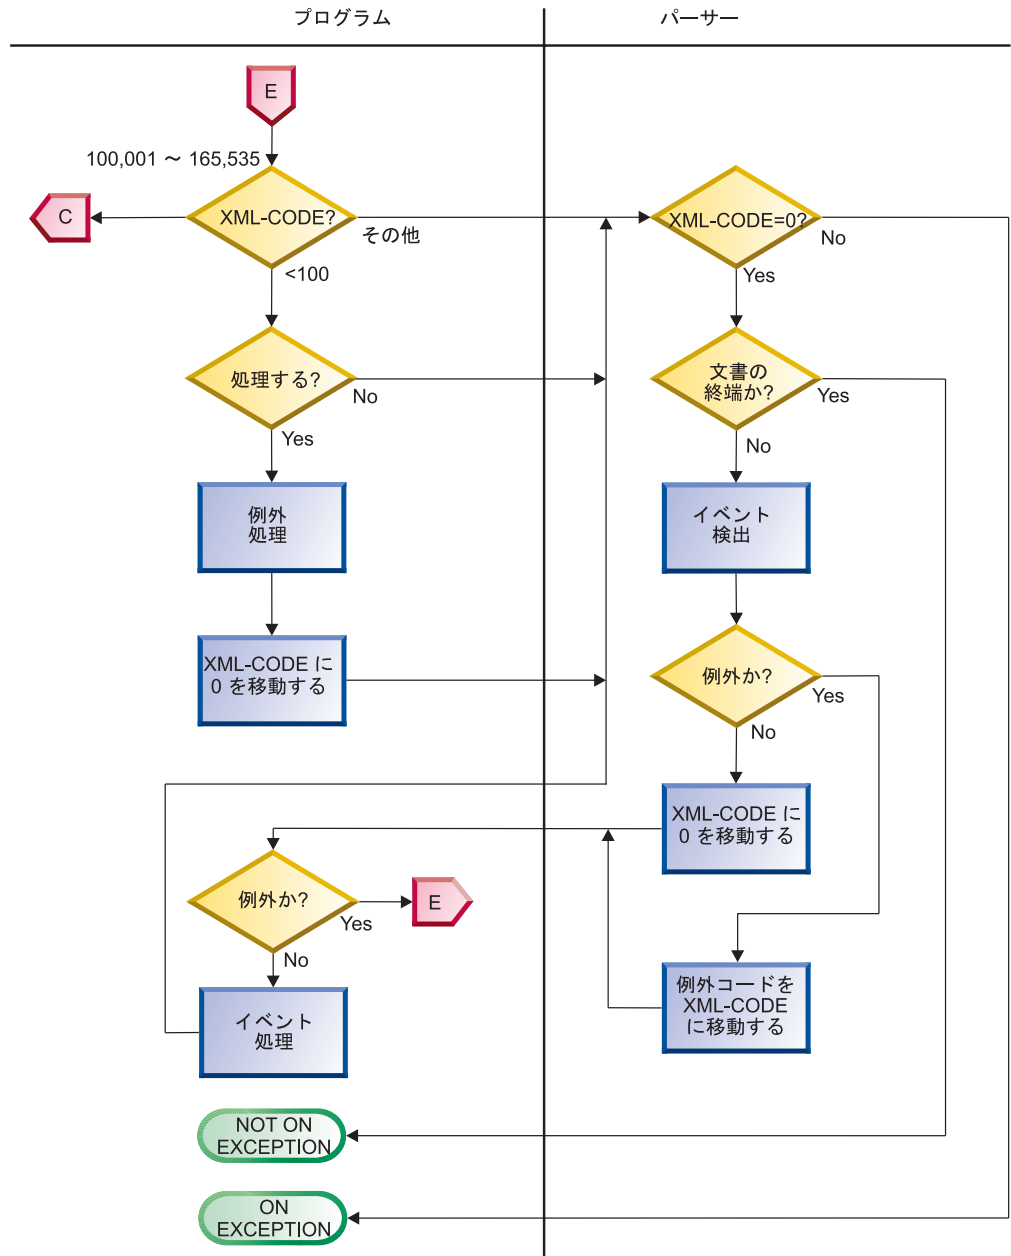 プログラム
パーサー
E
100,001 ～ 165,535
C
XML-CODE?
その他
<100
XML-CODE=0?
No
Yes
処理する?
No
Yes
文書の
終端か?
Yes
No
例外
処理
イベント
検出
XML-CODE に
0 を移動する
例外か?
Yes
No
XML-CODE に
0 を移動する
例外か?
Yes
E
No
イベント
処理
例外コードを
XML-CODE
に移動する
NOT ON
EXCEPTION
ON
EXCEPTION